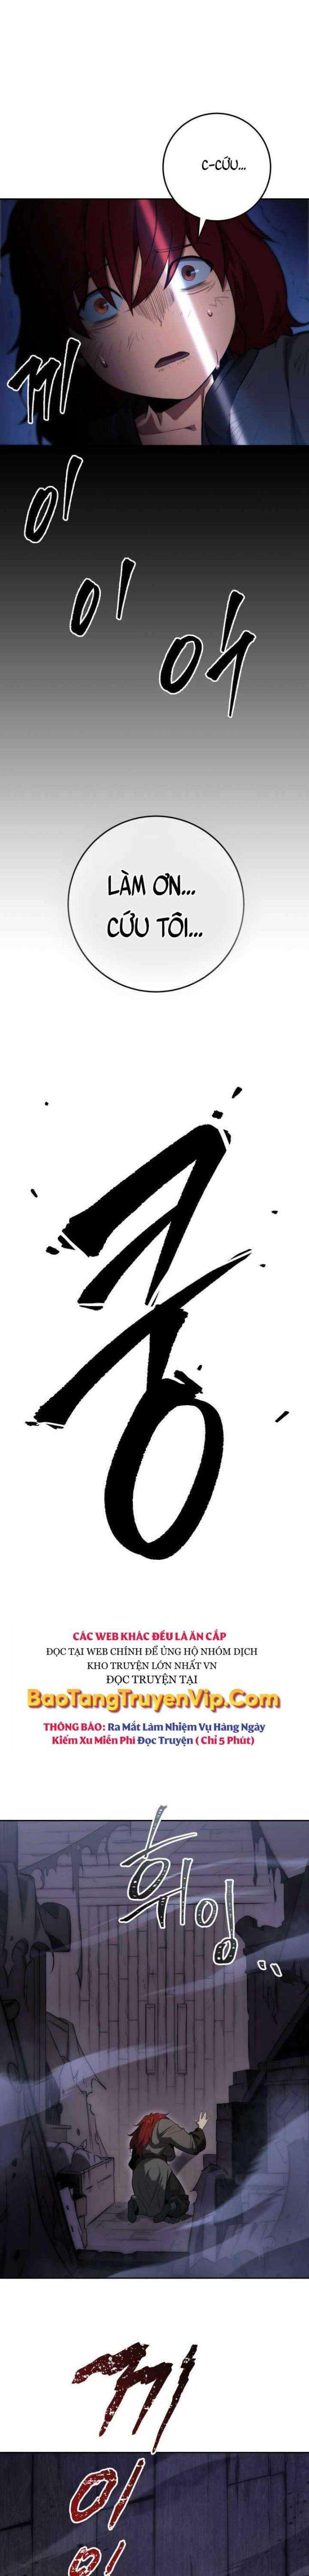 C-CỨU...
끼
이
이
아
LÀM ƠN...
CỨU TÔI...
쿵
CÁC WEB KHÁC ĐỀU LÀ ĂN CẮP
ĐỌC TẠI WEB CHÍNH ĐỂ ỦNG HỘ NHÓM DỊCH
KHO TRUYỆN LỚN NHẤT VN
ĐỌC TRUYỆN TẠI
BaoTangTruyenVip.Com
THÔNG BÁO: Ra Mắt Làm Nhiệm Vụ Hàng Ngày
Kiếm Xu Miễn Phí Đọc Truyện ( Chỉ 5 Phút)
휘이잉...
끼
이
이